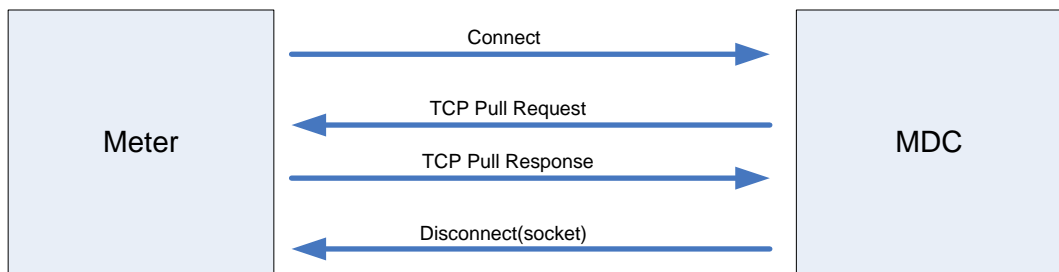 Connect
TCP Pull Request
Meter
MDC
TCP Pull Response
Disconnect(socket)